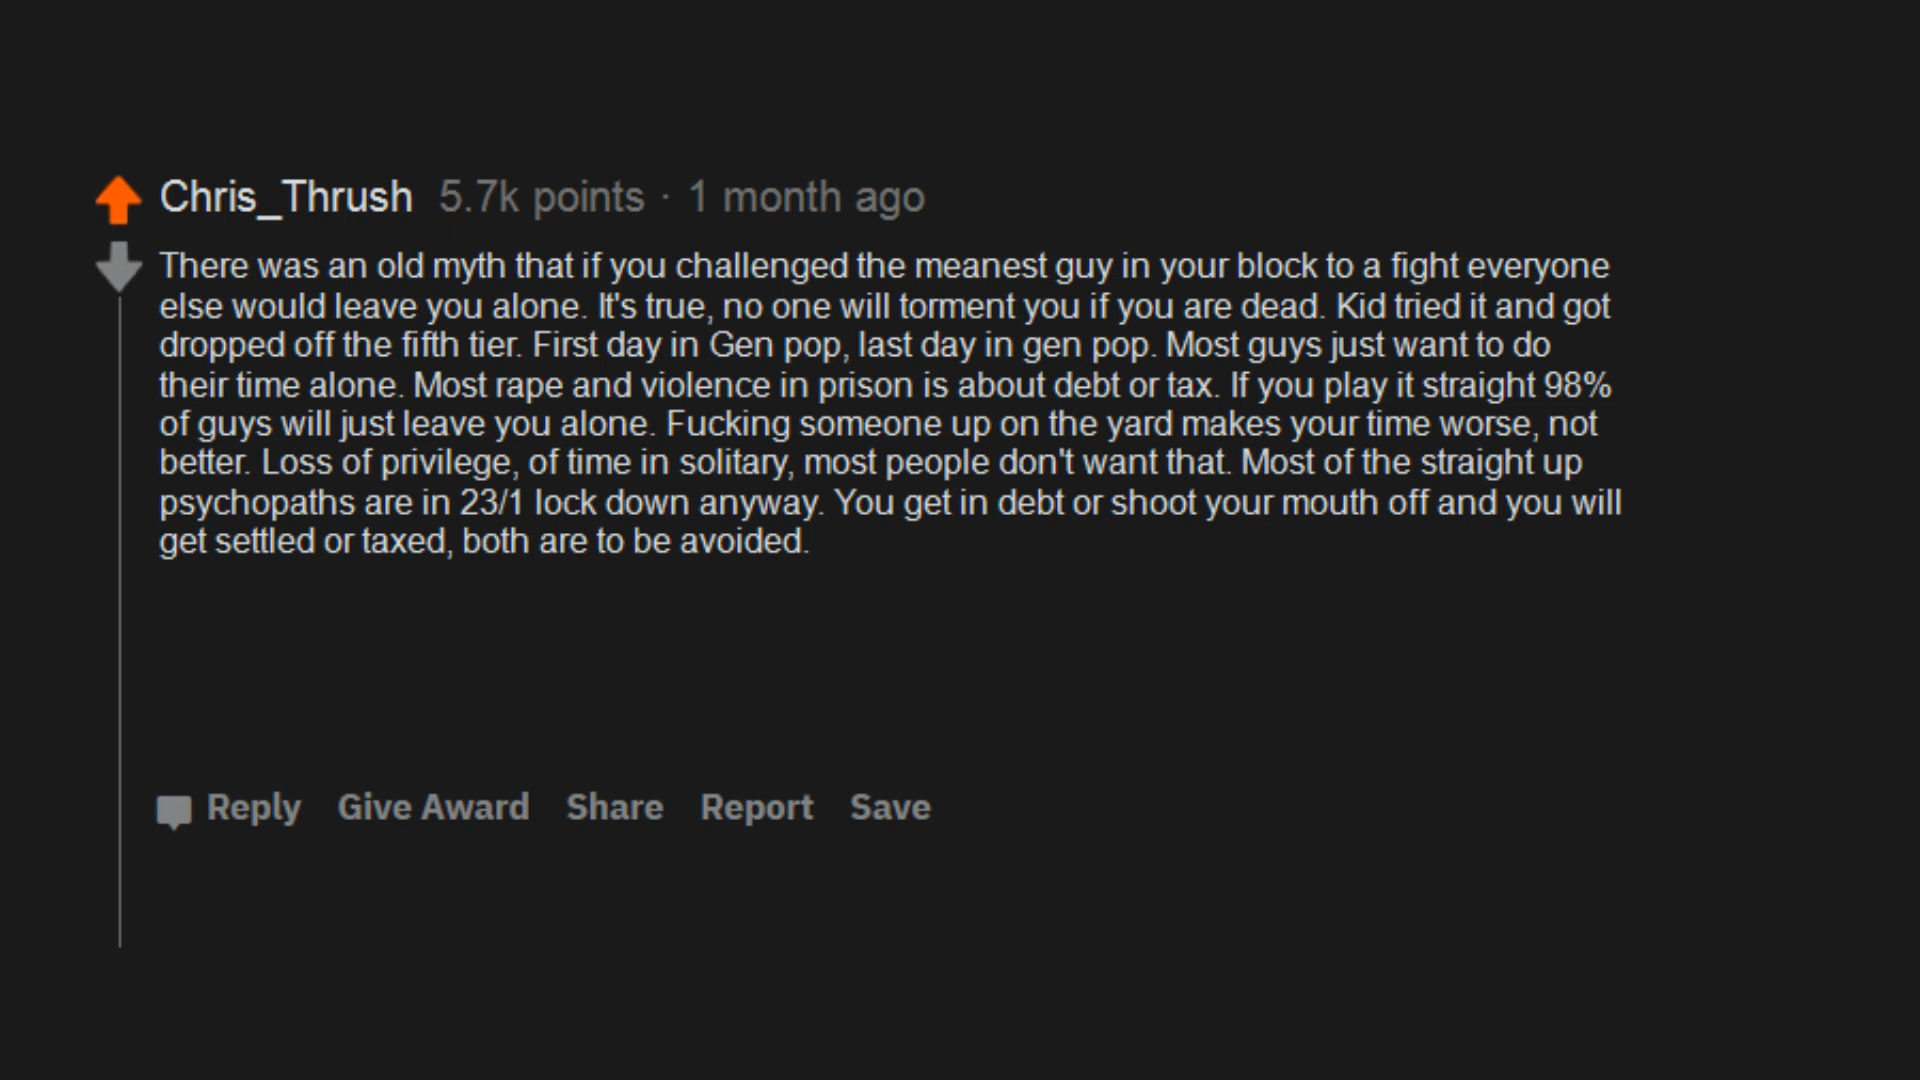 Chris_Thrush 5.7k points · 1 month ago
There was an old myth that if you challenged the meanest guy in your block to a fight everyone
else would leave you alone. It's true, no one will torment you if you are dead. Kid tried it and got
dropped off the fifth tier. First day in Gen pop, last day in gen pop. Most guys just want to do
their time alone. Most rape and violence in prison is about debt or tax. If you play it straight 98%
of guys will just leave you alone. Fucking someone up on the yard makes your time worse, not
better. Loss of privilege, of time in solitary, most people don't want that. Most of the straight up
psychopaths are in 23/1 lock down anyway. You get in debt or shoot your mouth off and you will
get settled or taxed, both are to be avoided.
Reply Give Award Share Report Save